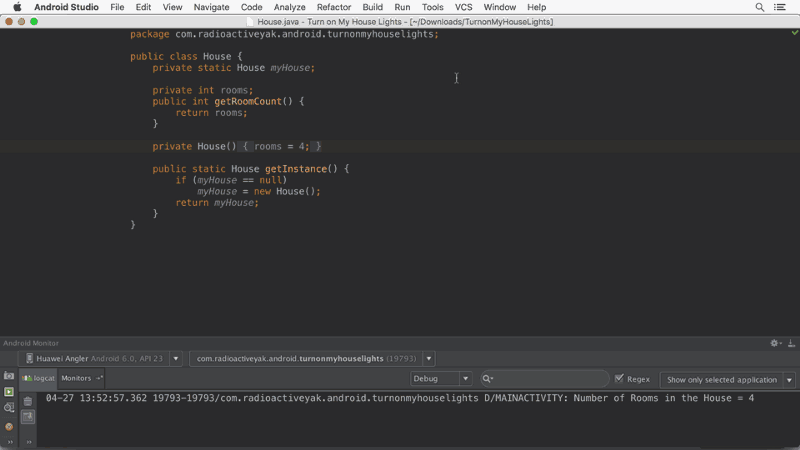 Android Studio File Edit View Navigate Code Analyze Refactor Build Run Tools VCS Window Help
House.java - Turn on My House Lights - [~/Downloads/TurnonMyHouseLights]
package com.radioactiveyak.android.turnonmyhouselights;
public class House {
private static House myHouse;
private int rooms;
public int getRoomCount() {
return rooms;
}
private House() { rooms = 4; }
public static House getInstance() {
if (myHouse == null)
myHouse = new House();
return myHouse;
}
}
Android Monitor
Huawei Angler Android 6.0, API 23 com.radioactiveyak.android.turnonmyhouselights (19793)
logcat Monitors Debug Regex Show only selected application
04-27 13:52:57.362 19793-19793/com.radioactiveyak.android.turnonmyhouselights D/MAINACTIVITY: Number of Rooms in the House = 4